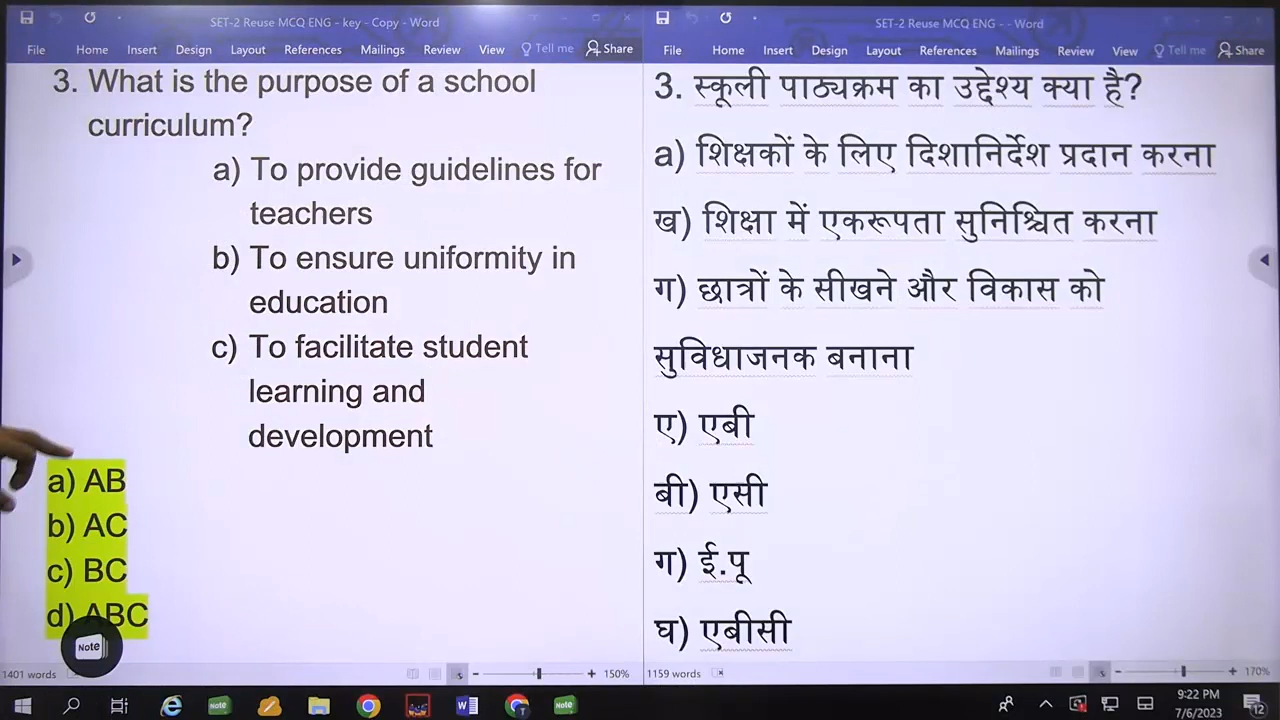 SET-2 Reuse MCQ ENG - key - Copy - Word
File Home Insert Design Layout References Mailings Review View Tell me Share
3. What is the purpose of a school
curriculum?
a) To provide guidelines for
teachers
b) To ensure uniformity in
education
c) To facilitate student
learning and
development
a) AB
b) AC
c) BC
d) ABC
Note
1401 words
150%
SET-2 Reuse MCQ ENG - - Word
File Home Insert Design Layout References Mailings Review View Tell me Share
3. स्कूली पाठ्यक्रम का उद्देश्य क्या है?
a) शिक्षकों के लिए दिशानिर्देश प्रदान करना
ख) शिक्षा में एकरूपता सुनिश्चित करना
ग) छात्रों के सीखने और विकास को
सुविधाजनक बनाना
ए) एबी
बी) एसी
ग) ई.पू
घ) एबीसी
1159 words
170%
Note
Note
9:22 PM
7/6/2023
12